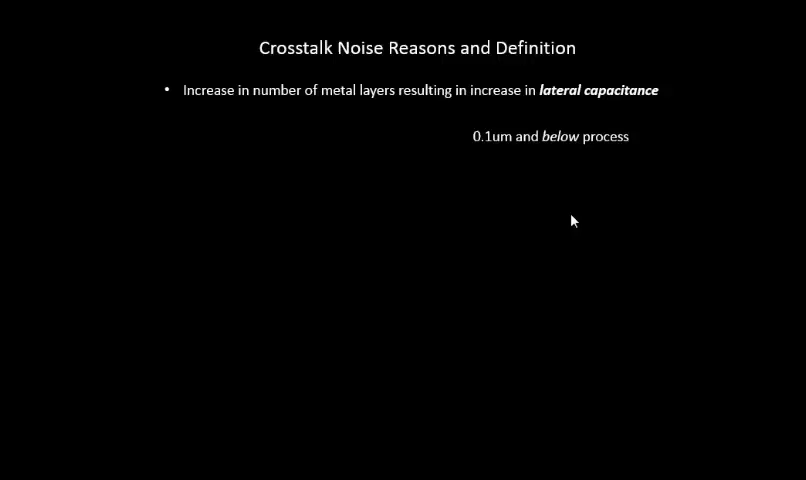 Crosstalk Noise Reasons and Definition
• Increase in number of metal layers resulting in increase in lateral capacitance
0.1um and below process